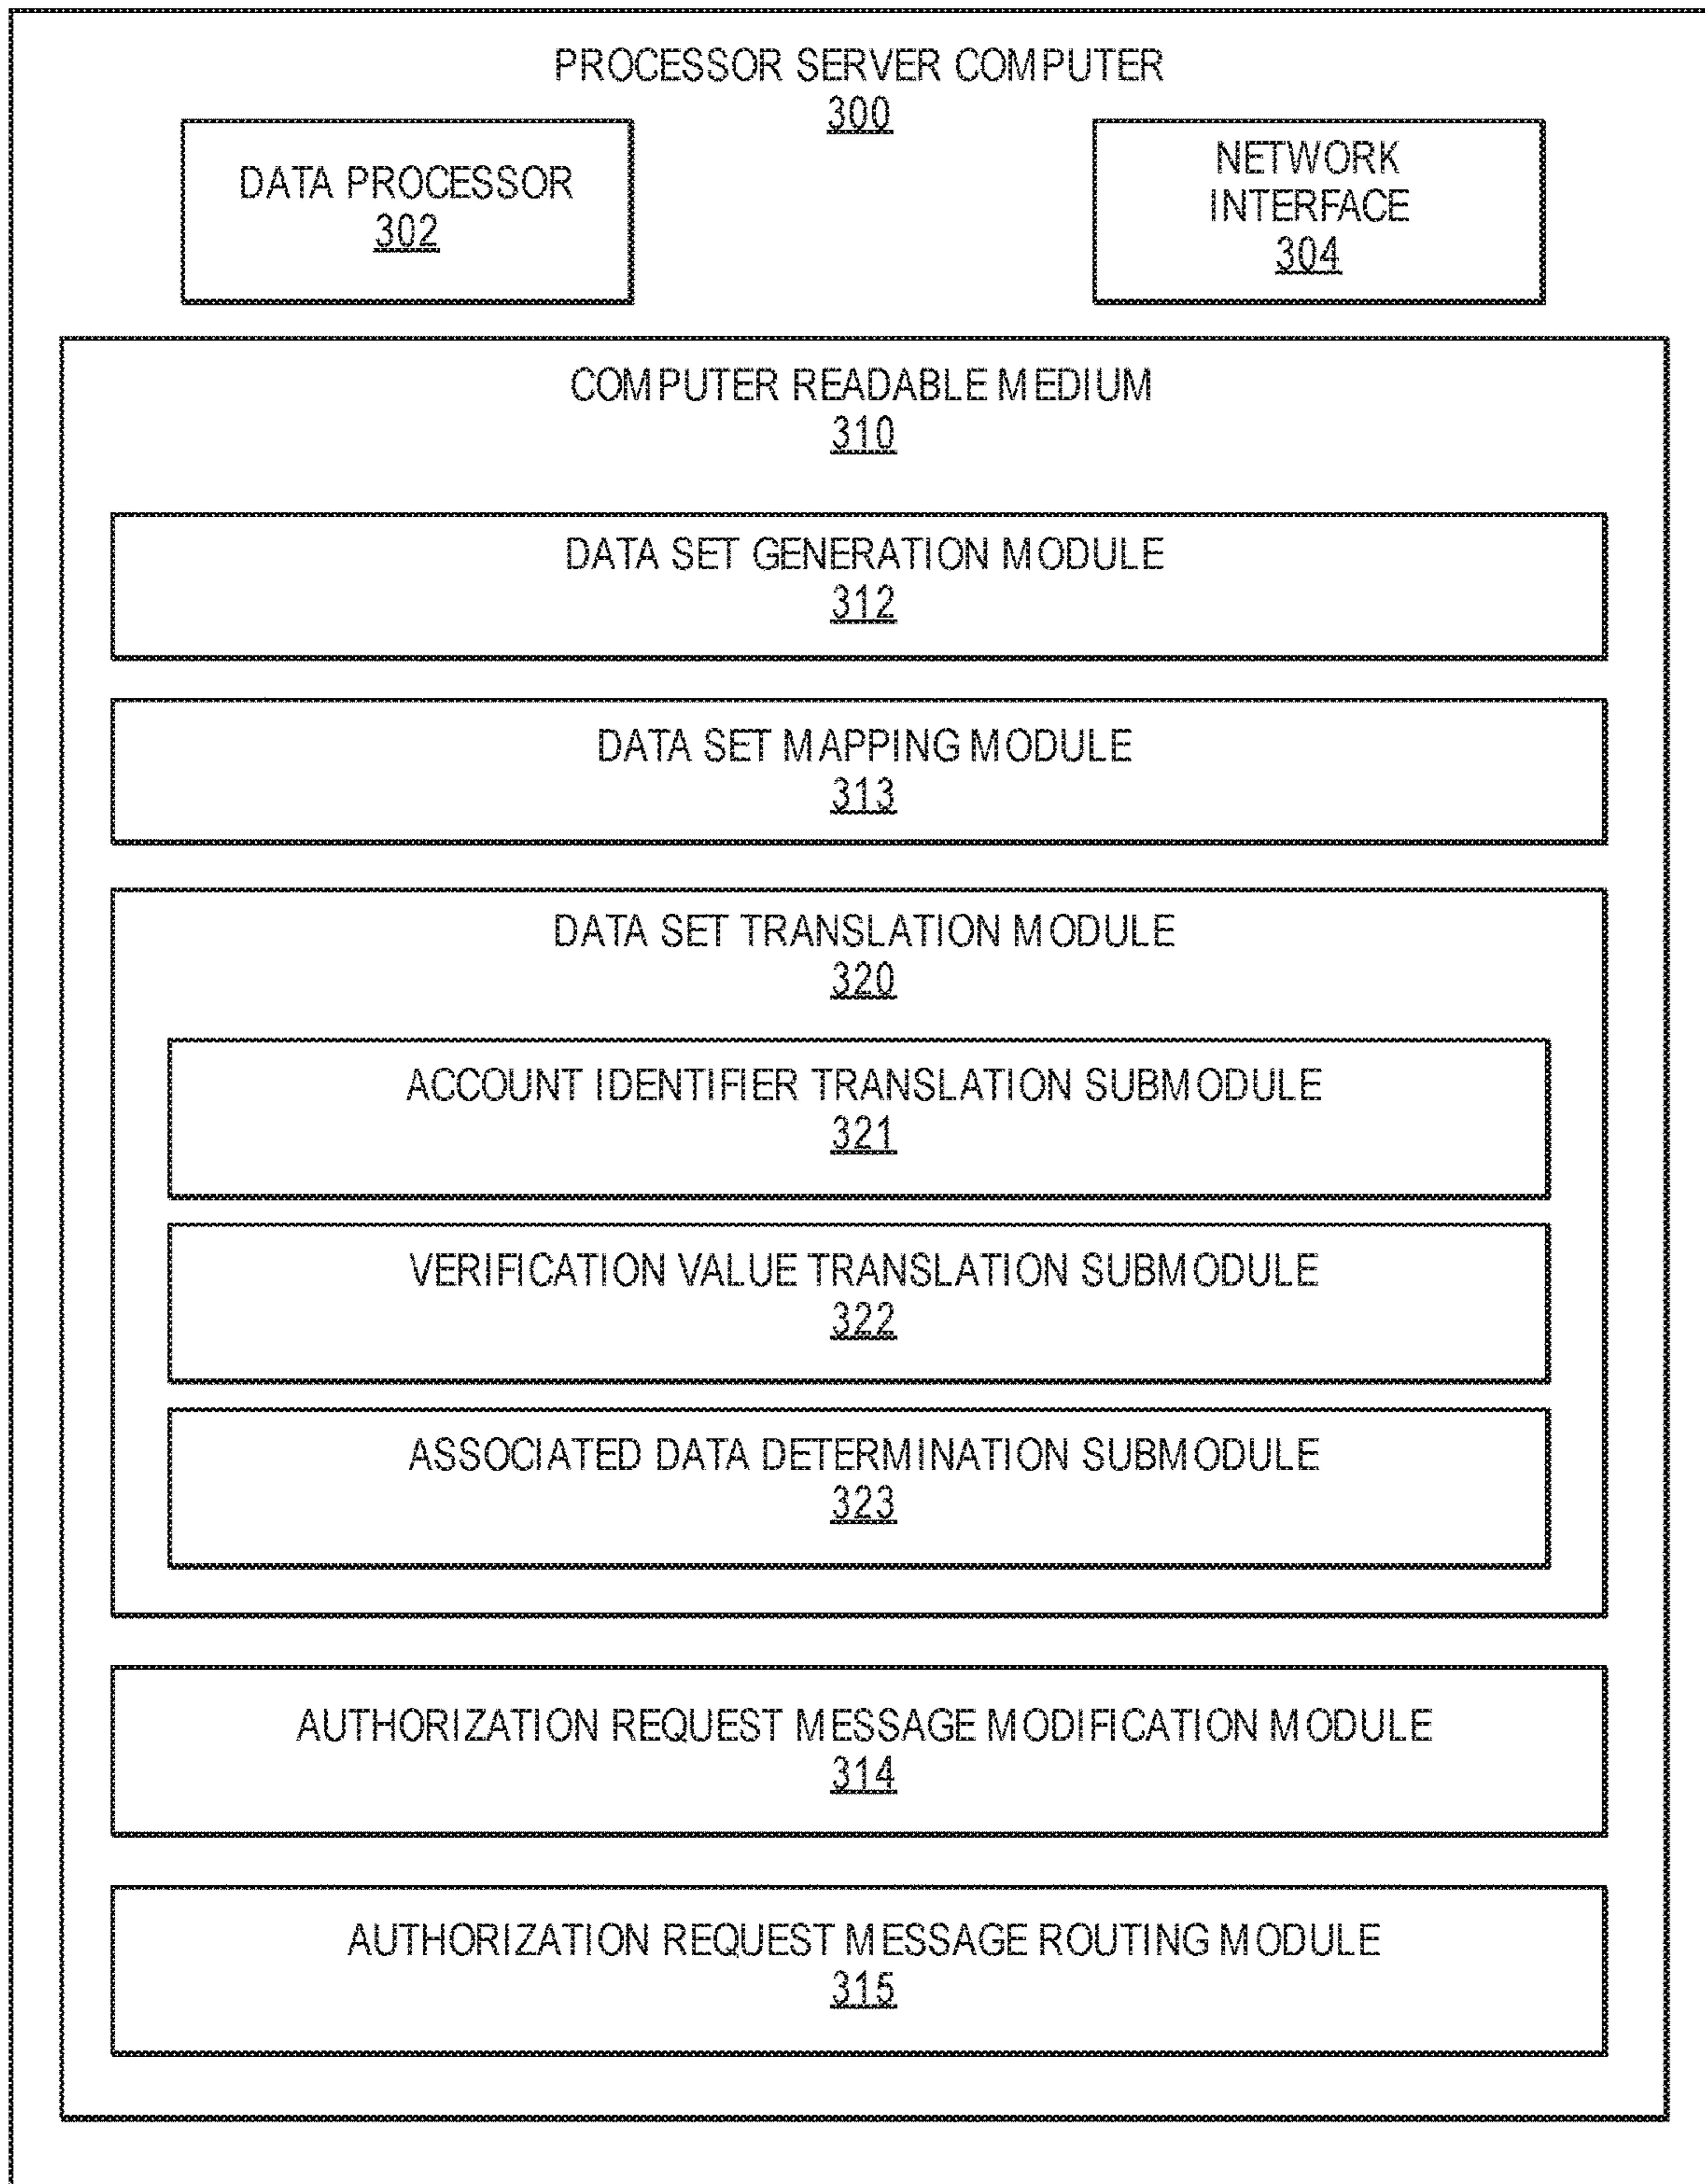 PROCESSOR SERVER COMPUTER
300
DATA PROCESSOR
302
NETWORK
INTERFACE
304
COMPUTER READABLE MEDIUM
310
DATA SET GENERATION MODULE
312
DATA SET MAPPING MODULE
313
DATA SET TRANSLATION MODULE
320
ACCOUNT IDENTIFIER TRANSLATION SUBMODULE
321
VERIFICATION VALUE TRANSLATION SUBMODULE
322
ASSOCIATED DATA DETERMINATION SUBMODULE
323
AUTHORIZATION REQUEST MESSAGE MODIFICATION MODULE
314
AUTHORIZATION REQUEST MESSAGE ROUTING MODULE
315